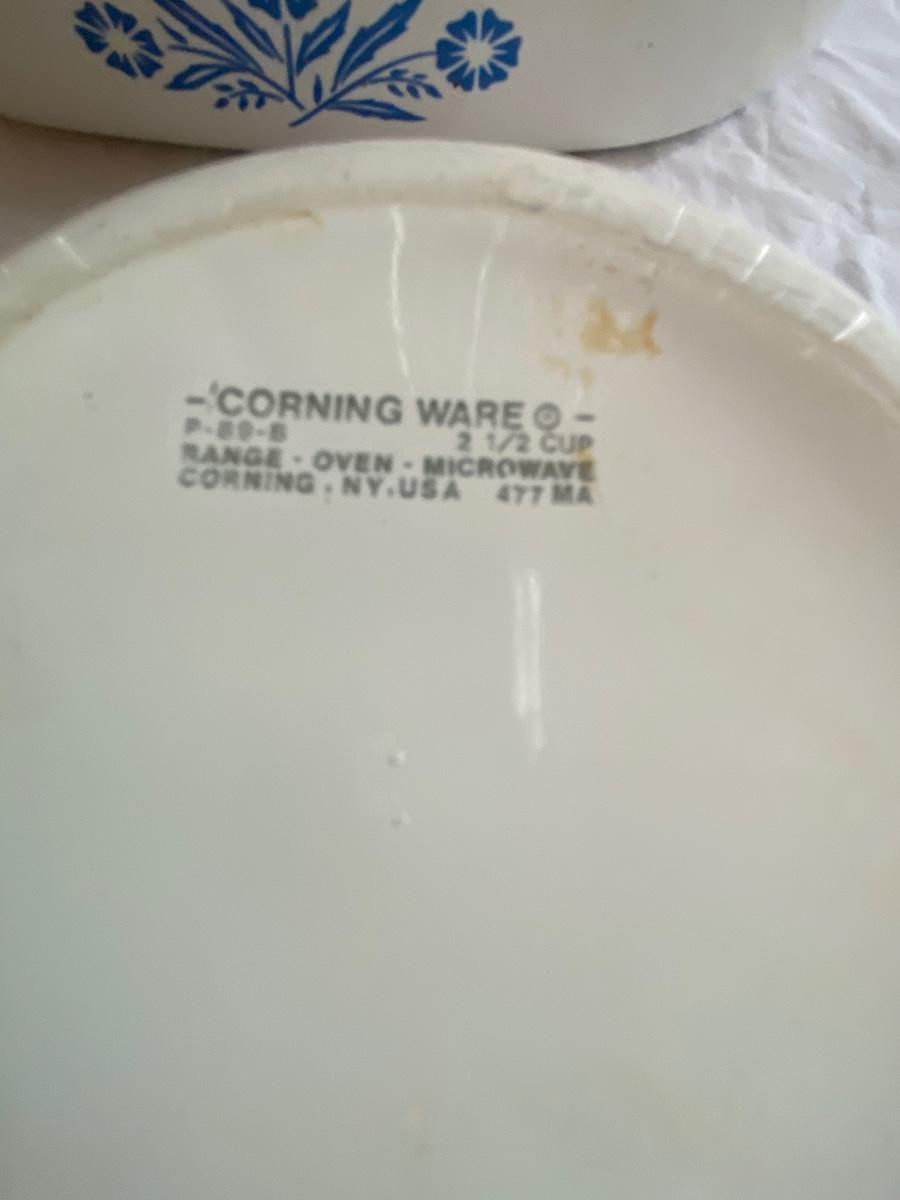 -CORNING WARE ® -
P-89-B 2 1/2 CUP
RANGE - OVEN - MICROWAVE
CORNING . NY. USA 477 MA